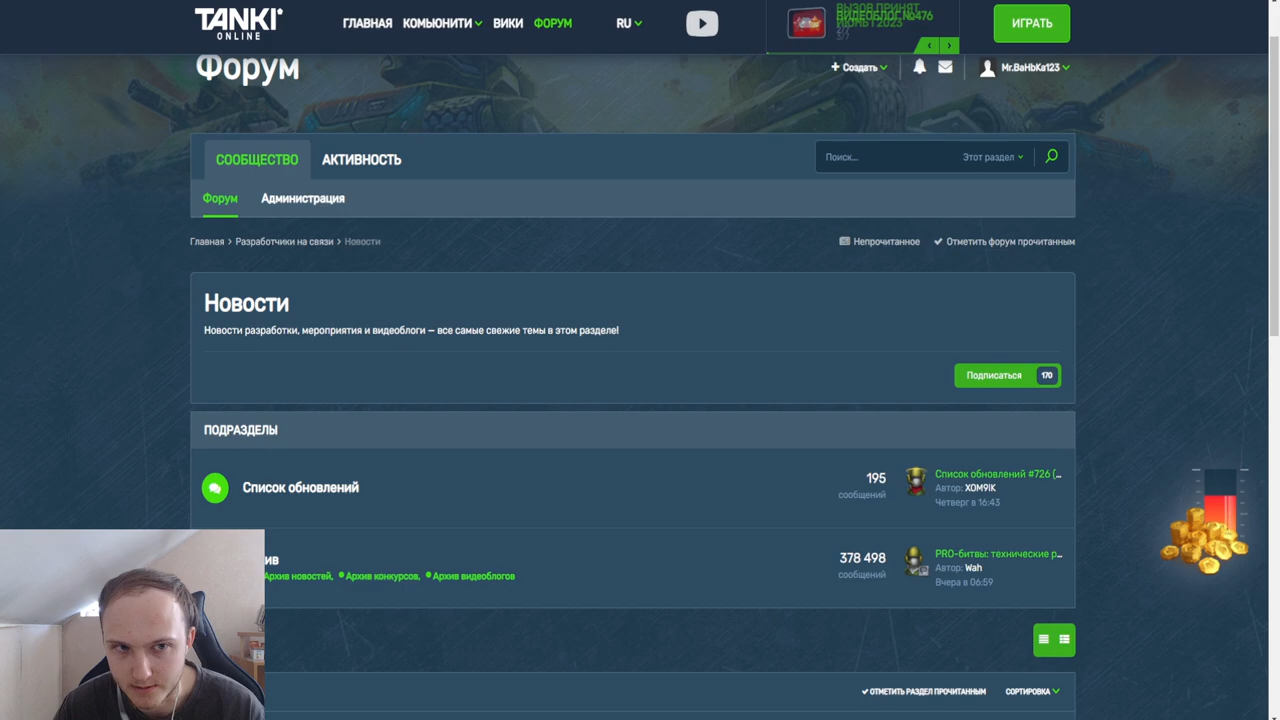 TANKI
ONLINE
ГЛАВНАЯ
КОМЬЮНИТИ
ВИКИ
ФОРУМ
RU
ВИДЕОБЛОГ №476
ИГРАТЬ
Форум
+ Создать
Mr.BaHbKa123
СООБЩЕСТВО
АКТИВНОСТЬ
Поиск...
Этот раздел
Форум
Администрация
Главная > Разработчики на связи > Новости
Непрочитанное
Отметить форум прочитанным
Новости
Новости разработки, мероприятия и видеоблоги — все самые свежие темы в этом разделе!
Подписаться 170
ПОДРАЗДЕЛЫ
Список обновлений
195
сообщений
Список обновлений #726 (...
Автор: XOM9IK
Четверг в 16:43
ив
378 498
сообщений
PRO-битвы: технические р...
Автор: Wah
Вчера в 06:59
Архив новостей, Архив конкурсов, Архив видеоблогов
ОТМЕТИТЬ РАЗДЕЛ ПРОЧИТАННЫМ
СОРТИРОВКА